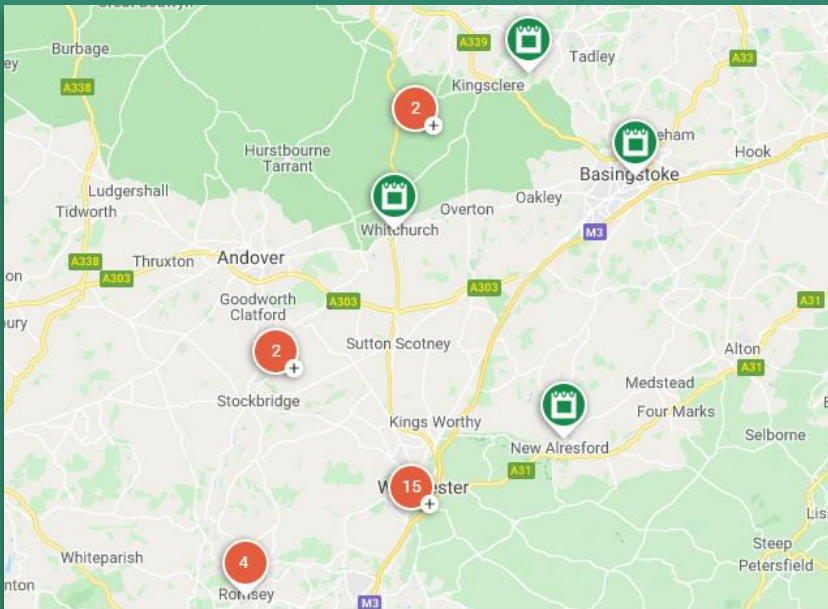 Burbage
A338
A339
Tadley
A33
Kingsclere
2
Hurstbourne
Tarrant
Hook
Basingstoke
Ludgershall
Tidworth
Oakley
Overton
Whitchurch
M3
A338
Thruxton
Andover
A303
A303
A303
Goodworth
Clatford
A31
2
Sutton Scotney
Alton
A31
Stockbridge
Medstead
Four Marks
Kings Worthy
Selborne
New Alresford
A31
15
4
Whiteparish
Romsey
M3
Steep
Petersfield